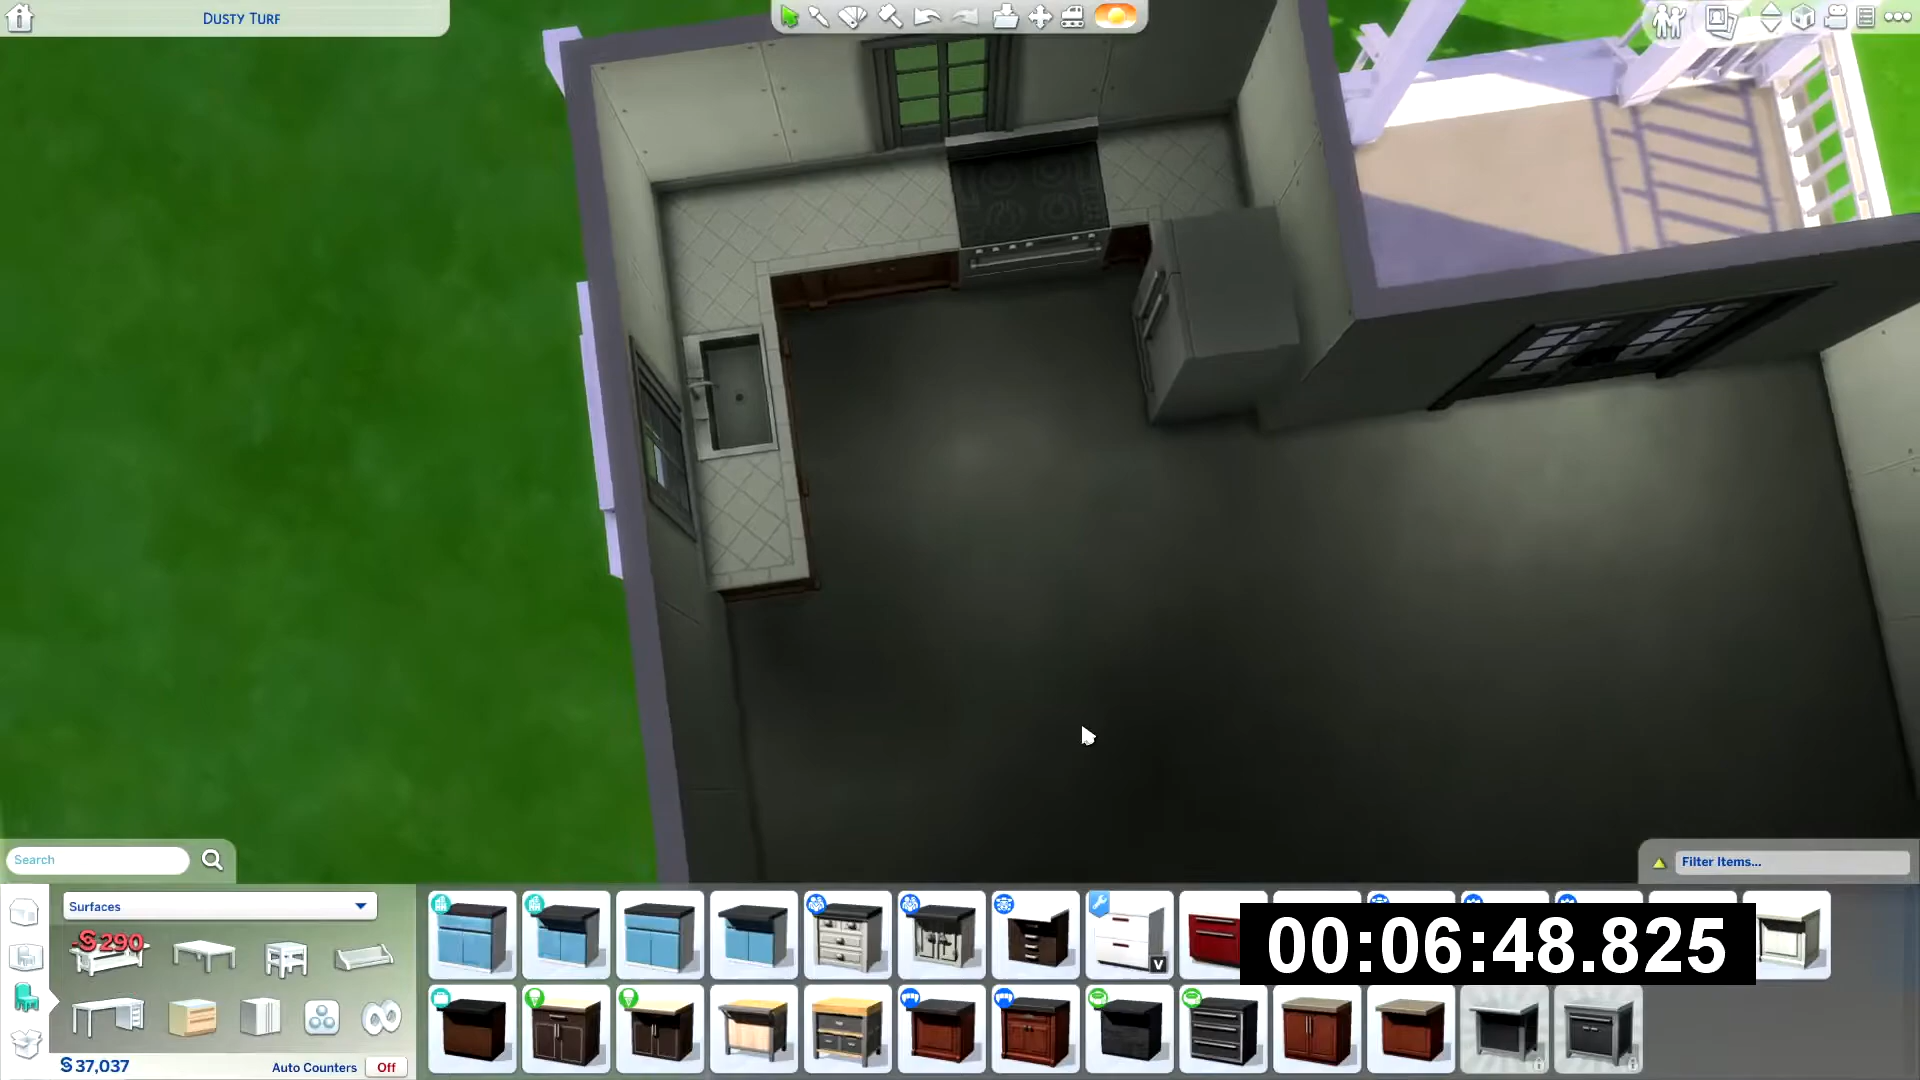 Dusty Turf
Search
Filter Items...
Surfaces
-§290
V
00:06:48.825
§37,037
Auto Counters
Off